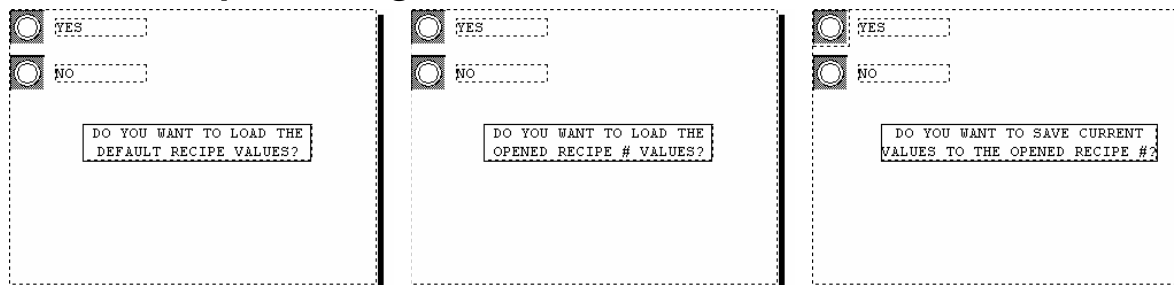 YES
NO
DO YOU WANT TO LOAD THE
DEFAULT RECIPE VALUES?
YES
NO
DO YOU WANT TO LOAD THE
OPENED RECIPE # VALUES?
YES
NO
DO YOU WANT TO SAVE CURRENT
VALUES TO THE OPENED RECIPE #?